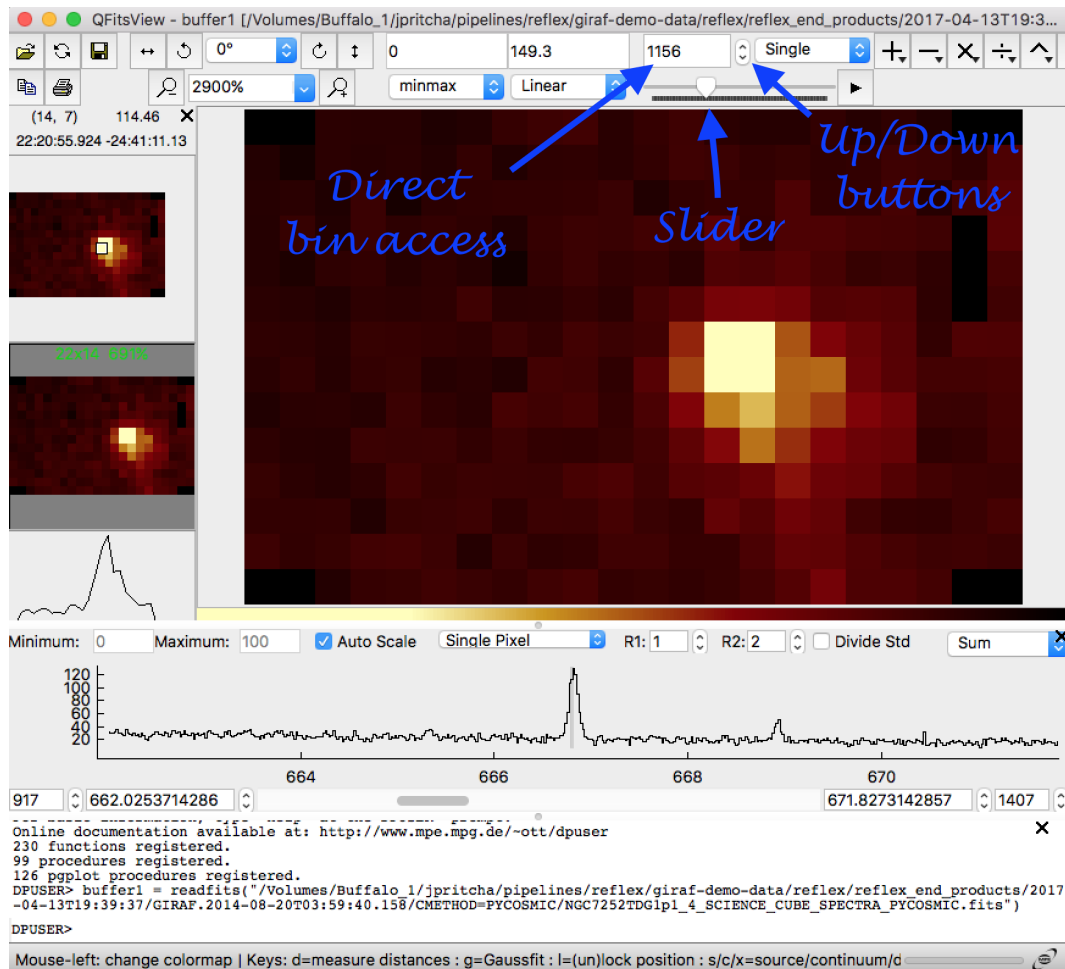 QFitsView - buffer1 [/Volumes/Buffalo_1/jpritcha/pipelines/reflex/giraf-demo-data/reflex/reflex_end_products/2017-04-13T19:3...
0° 0 149.3 1156 Single
2900% minmax Linear
(14, 7) 114.46
22:20:55.924 -24:41:11.13
Direct
bin access
Slider
Up/Down
buttons
22x14 691%
Minimum: 0 Maximum: 100 Auto Scale Single Pixel R1: 1 R2: 2 Divide Std Sum
120
100
80
60
40
20
664 666 668 670
917 662.0253714286 671.8273142857 1407
Online documentation available at: http://www.mpe.mpg.de/~ott/dpuser
230 functions registered.
99 procedures registered.
126 pgplot procedures registered.
DPUSER> buffer1 = readfits("/Volumes/Buffalo_1/jpritcha/pipelines/reflex/giraf-demo-data/reflex/reflex_end_products/2017
-04-13T19:39:37/GIRAF.2014-08-20T03:59:40.158/CMETHOD=PYCOSMIC/NGC7252TDG1p1_4_SCIENCE_CUBE_SPECTRA_PYCOSMIC.fits")
DPUSER>
Mouse-left: change colormap | Keys: d=measure distances : g=Gaussfit : l=(un)lock position : s/c/x=source/continuum/d